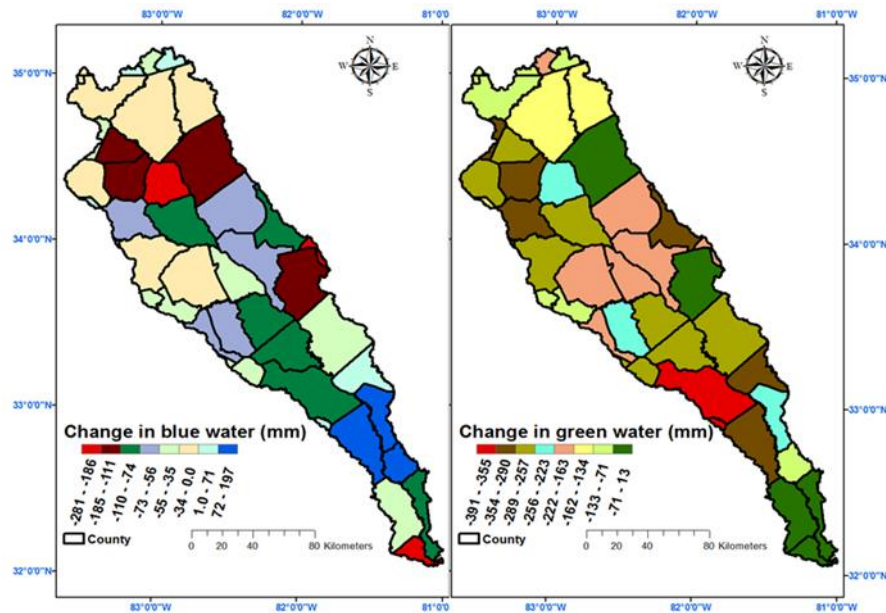 83°0'0"W 82°0'0"W 81°0'0"W
35°0'0"N
34°0'0"N
33°0'0"N
32°0'0"N
N
W E
S
Change in blue water (mm)
-281 - -186
-185 - -111
-110 - -74
-73 - -56
-55 - -35
-34 - 0.0
1.0 - 71
72 - 197
County
0 20 40 80 Kilometers
83°0'0"W 82°0'0"W 81°0'0"W
83°0'0"W 82°0'0"W 81°0'0"W
N
W E
S
35°0'0"N
34°0'0"N
33°0'0"N
32°0'0"N
Change in green water (mm)
-391 - -355
-354 - -290
-289 - -257
-256 - -223
-222 - -163
-162 - -134
-133 - -71
-71 - 13
County
0 20 40 80 Kilometers
83°0'0"W 82°0'0"W 81°0'0"W